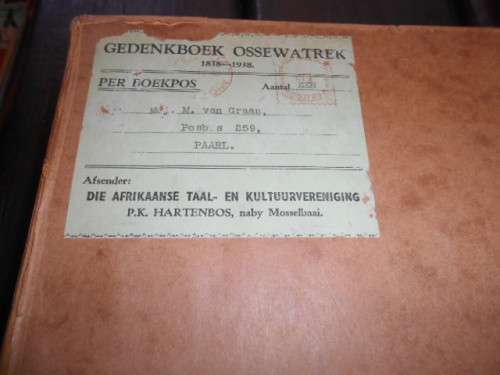 GEDENKBOEK OSSEWATREK
1838—1938.
PER BOEKPOS Aantal EEN
M. van Graan,
Posbus 259,
PAARL.
Afsender:
DIE AFRIKAANSE TAAL- EN KULTUURVERENIGING
P.K. HARTENBOS, naby Mosselbaai.